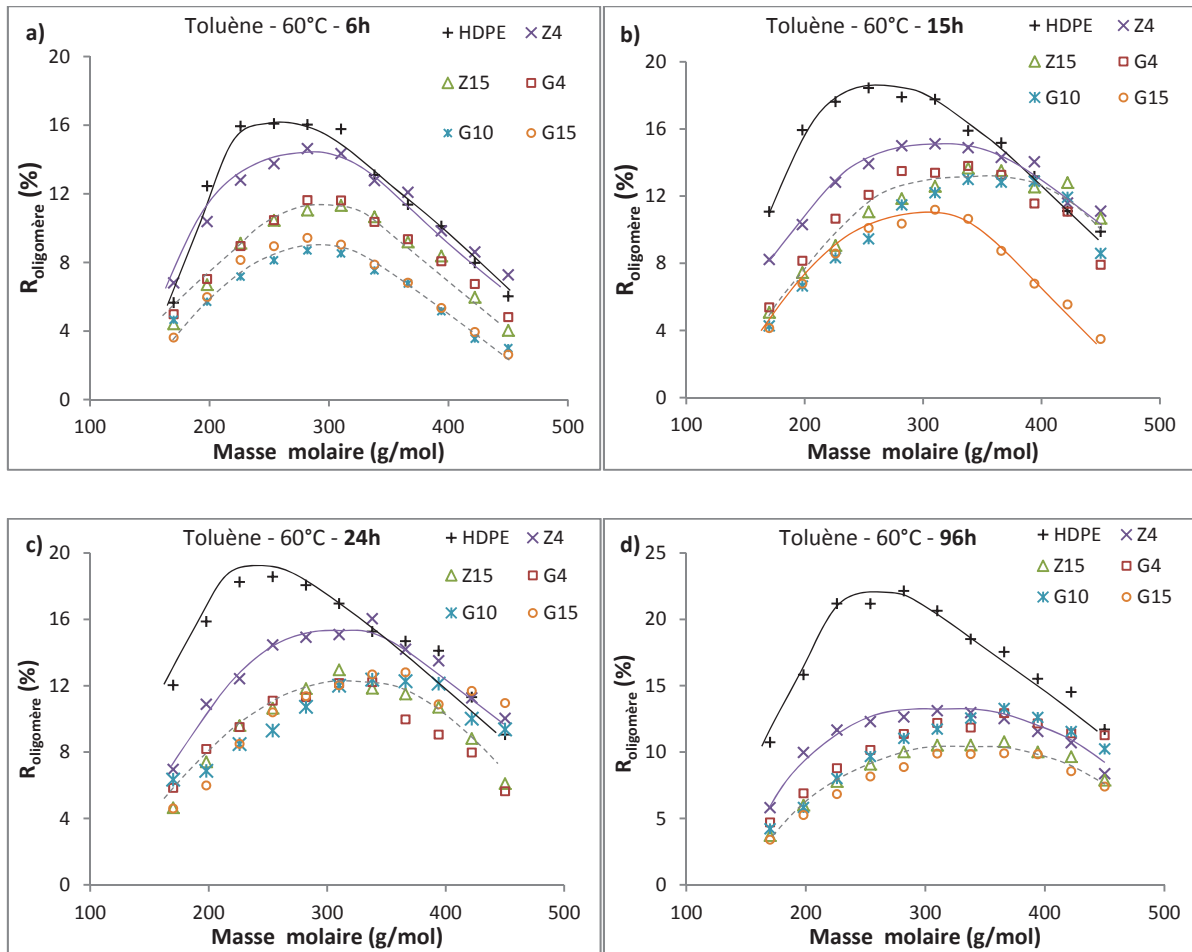 a)
Toluène - 60°C - 6h
HDPE
Z4
Z15
G4
G10
G15
20
16
12
8
4
0
100
200
300
400
500
Roligomère (%)
Masse molaire (g/mol)
b)
Toluène - 60°C - 15h
HDPE
Z4
Z15
G4
G10
G15
20
16
12
8
4
0
100
200
300
400
500
Roligomère (%)
Masse molaire (g/mol)
c)
Toluène - 60°C - 24h
HDPE
Z4
Z15
G4
G10
G15
20
16
12
8
4
0
100
200
300
400
500
Roligomère (%)
Masse molaire (g/mol)
d)
Toluène - 60°C - 96h
HDPE
Z4
Z15
G4
G10
G15
25
20
15
10
5
0
100
200
300
400
500
Roligomère (%)
Masse molaire (g/mol)